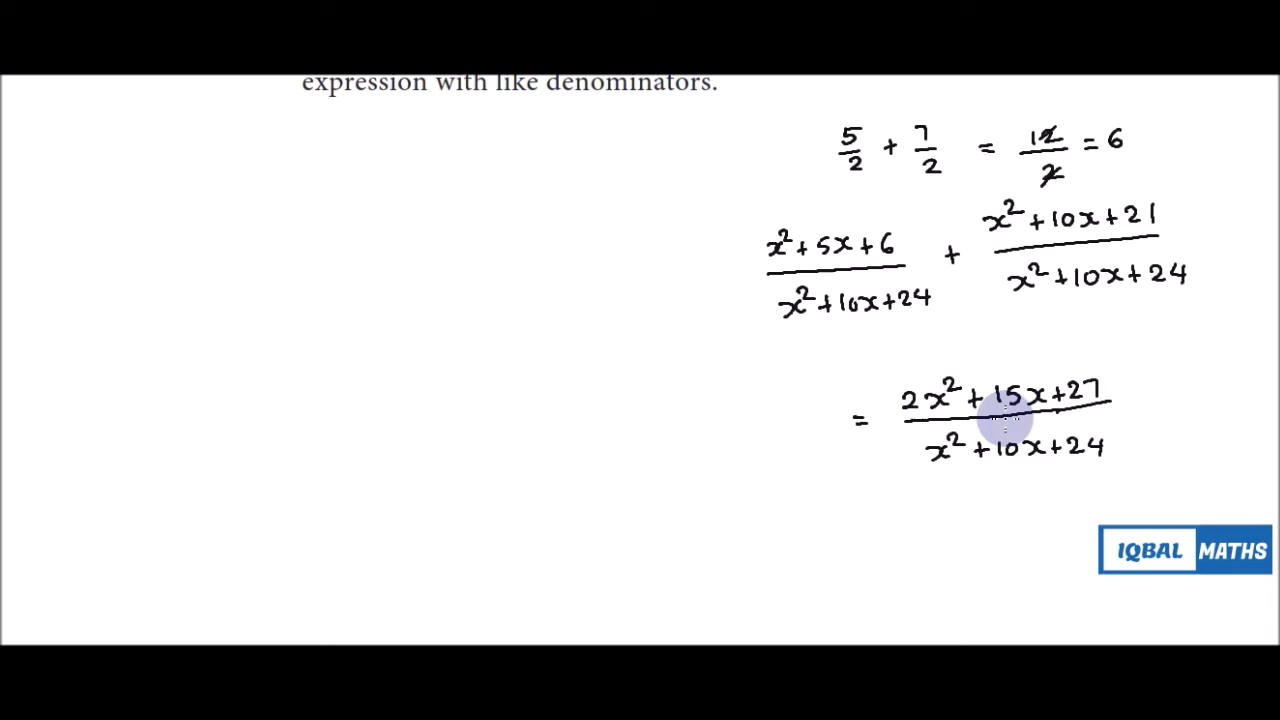 expression with like denominators.
5/2 + 7/2 = 12/2 = 6
x²+5x+6/x²+10x+24 + x²+10x+21/x²+10x+24
= 2x²+15x+27/x²+10x+24
IQBAL MATHS